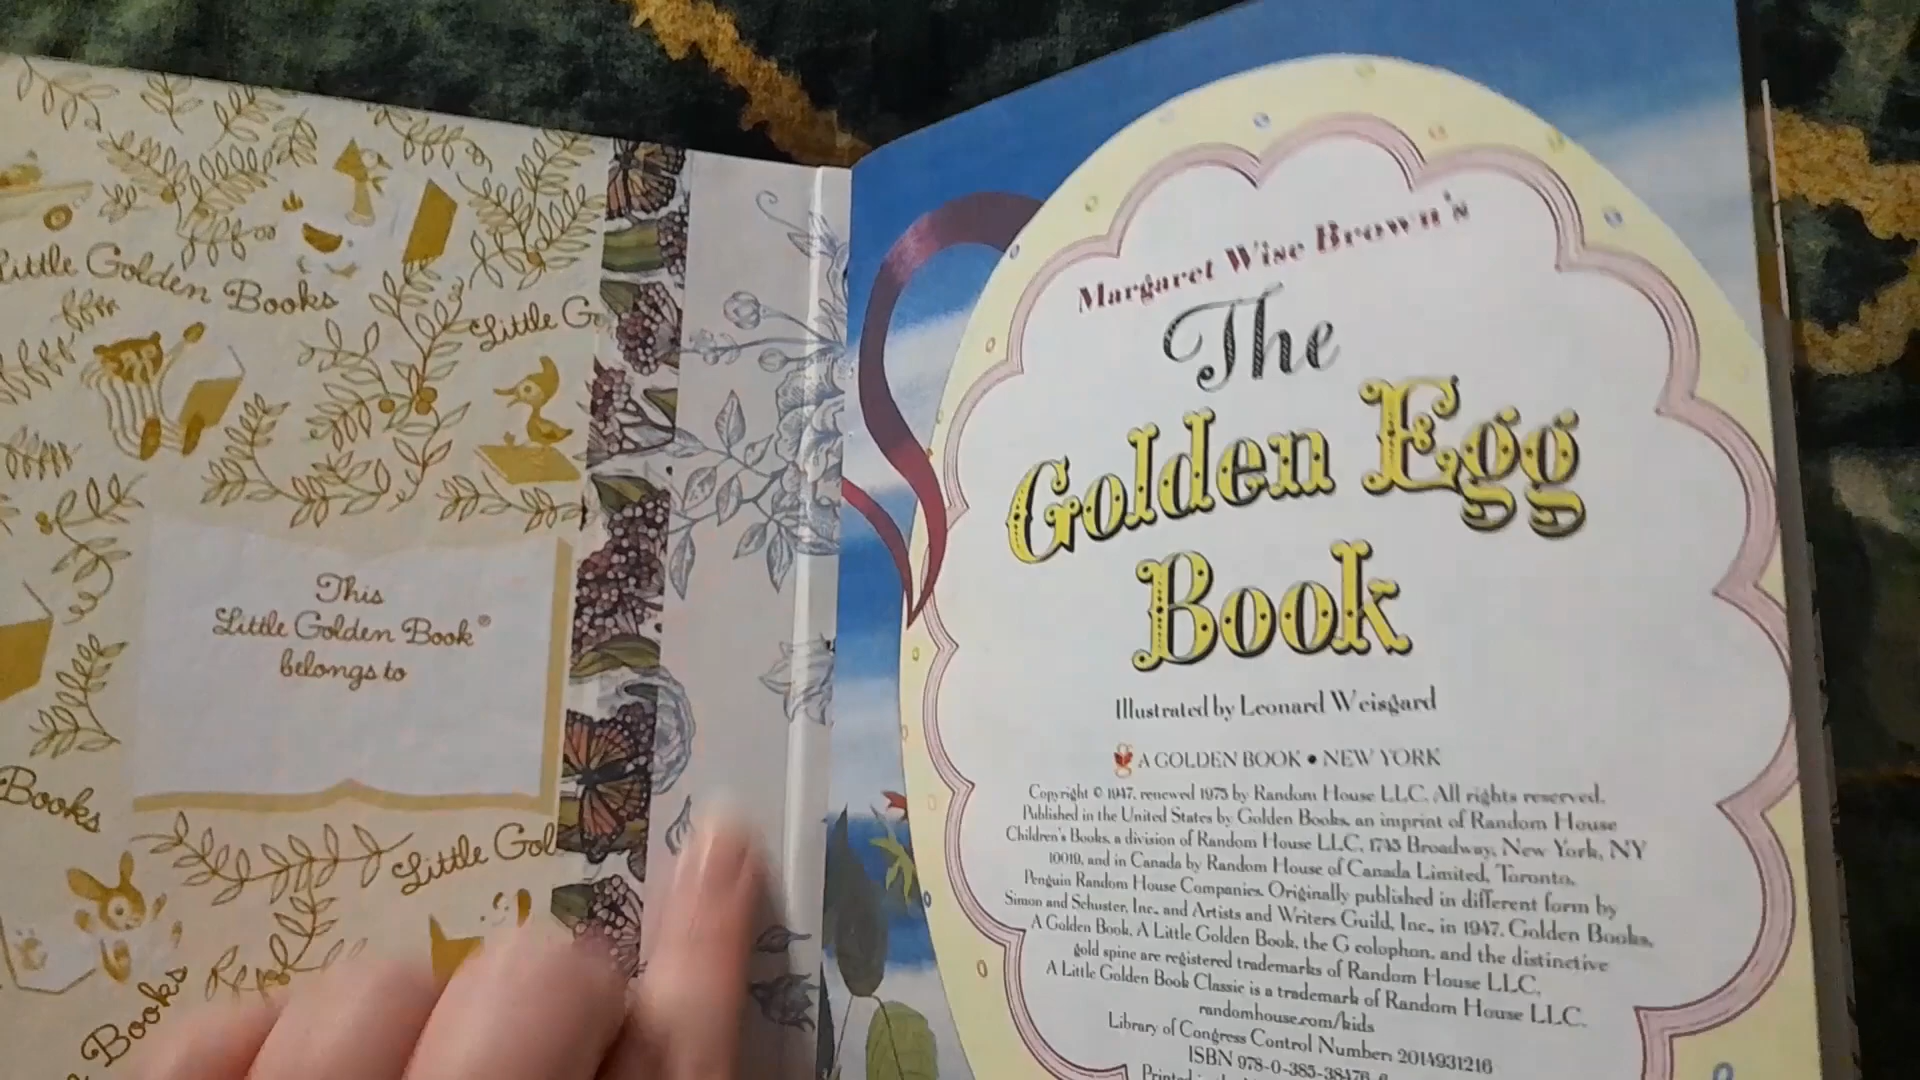 Little Golden Books
Little Go
This
Little Golden Book®
belongs to
Books
Little Gol
Books
Margaret Wise Brown's
The
Golden Egg
Book
Illustrated by Leonard Weisgard
A GOLDEN BOOK • NEW YORK
Copyright © 1947, renewed 1975 by Random House LLC. All rights reserved.
Published in the United States by Golden Books, an imprint of Random House
Children's Books, a division of Random House LLC, 1745 Broadway, New York, NY
10019, and in Canada by Random House of Canada Limited, Toronto,
Penguin Random House Companies. Originally published in different form by
Simon and Schuster, Inc., and Artists and Writers Guild, Inc., in 1947. Golden Books,
A Golden Book, A Little Golden Book, the G colophon, and the distinctive
gold spine are registered trademarks of Random House LLC.
A Little Golden Book Classic is a trademark of Random House LLC.
randomhouse.com/kids
Library of Congress Control Number: 2014931216
ISBN 978-0-385-38476-
Printed